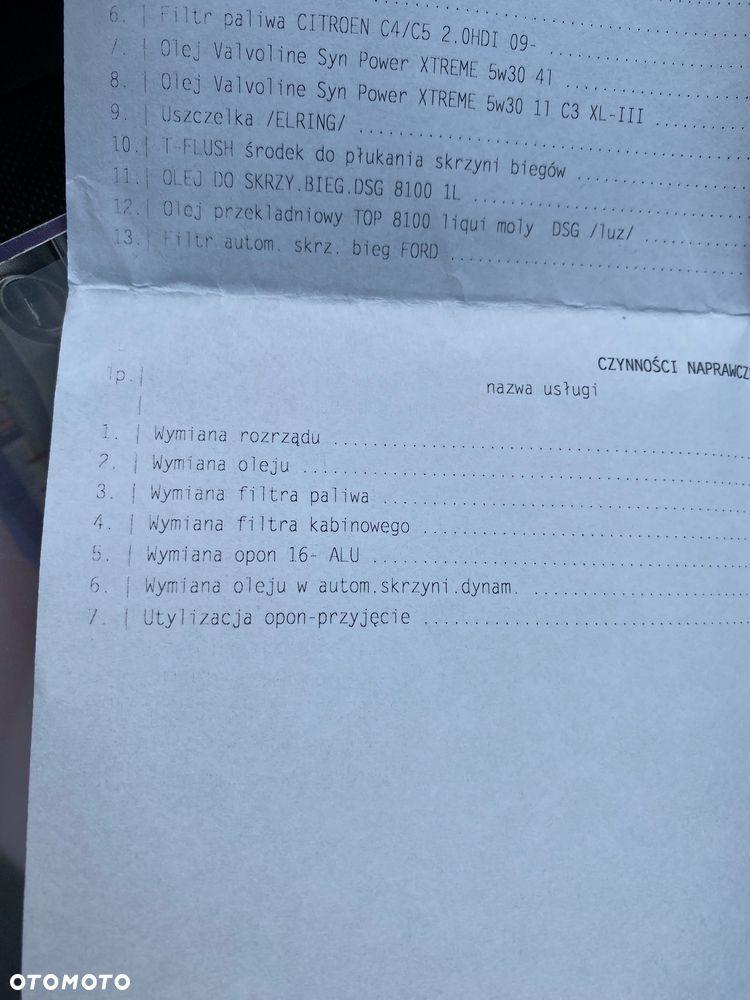 6. | Filtr paliwa CITROEN C4/C5 2.0HDI 09-
7. | Olej Valvoline Syn Power XTREME 5w30 4l
8. | Olej Valvoline Syn Power XTREME 5w30 1l C3 XL-III
9. | Uszczelka /ELRING/
10. | T-FLUSH środek do płukania skrzyni biegów
11. | OLEJ DO SKRZY.BIEG.DSG 8100 1L
12. | Olej przekładniowy TOP 8100 liqui moly DSG /luz/
13. | Filtr autom. skrz. bieg FORD
CZYNNOŚCI NAPRAWCZ
lp. | nazwa usługi
1. | Wymiana rozrządu
2. | Wymiana oleju
3. | Wymiana filtra paliwa
4. | Wymiana filtra kabinowego
5. | Wymiana opon 16- ALU
6. | Wymiana oleju w autom.skrzyni.dynam.
7. | Utylizacja opon-przyjęcie
OTOMOTO